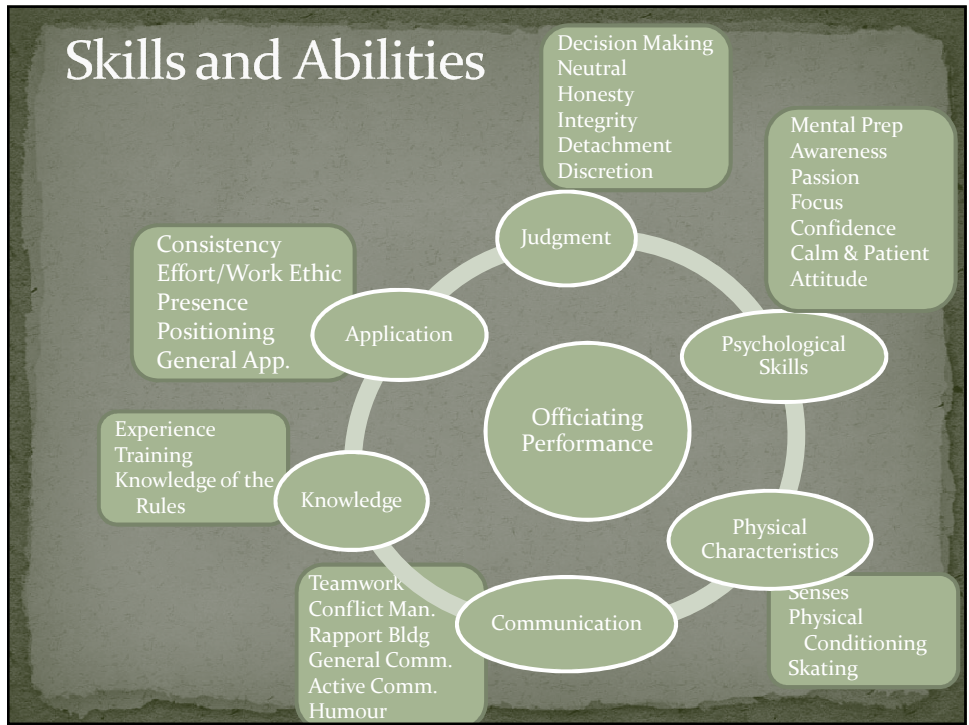 Skills and Abilities
Decision Making
Neutral
Honesty
Integrity
Detachment
Discretion
Judgment
Mental Prep
Awareness
Passion
Focus
Confidence
Calm & Patient
Attitude
Psychological
Skills
Consistency
Effort/Work Ethic
Presence
Positioning
General App.
Application
Officiating
Performance
Experience
Training
Knowledge of the
Rules
Knowledge
Physical
Characteristics
Senses
Physical
Conditioning
Skating
Communication
Teamwork
Conflict Man.
Rapport Bldg
General Comm.
Active Comm.
Humour